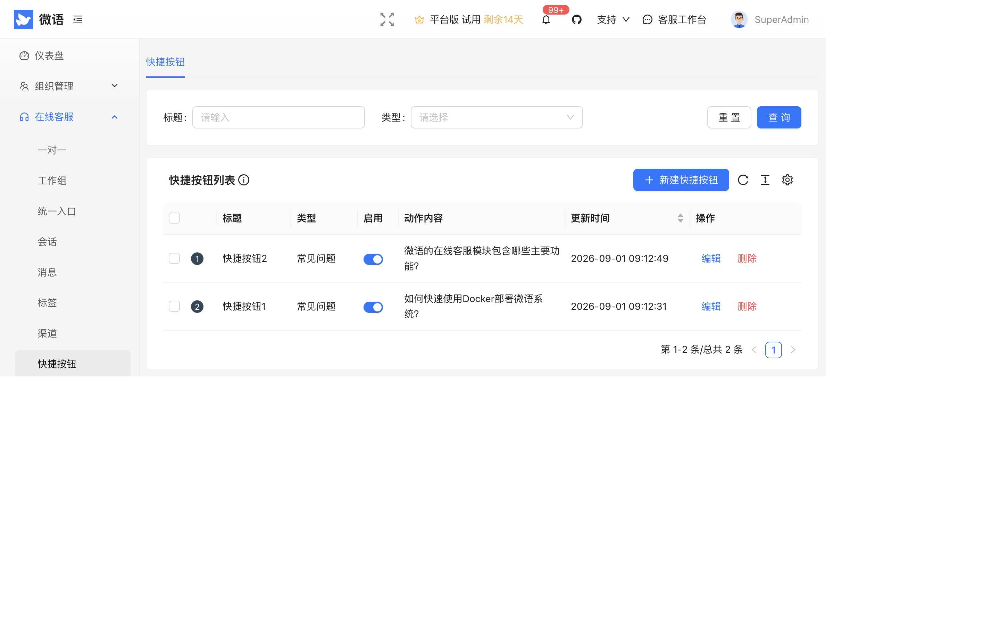 微语
平台版 试用 剩余14天
99+
支持
客服工作台
SuperAdmin
仪表盘
组织管理
在线客服
一对一
工作组
统一入口
会话
消息
标签
渠道
快捷按钮
快捷按钮
标题:
请输入
类型:
请选择
重 置
查 询
快捷按钮列表
新建快捷按钮
标题 类型 启用 动作内容 更新时间 操作
1 快捷按钮2 常见问题 微语的在线客服模块包含哪些主要功
能?
2026-09-01 09:12:49 编辑 删除
2 快捷按钮1 常见问题 如何快速使用Docker部署微语系
统?
2026-09-01 09:12:31 编辑 删除
第 1-2 条/总共 2 条 1